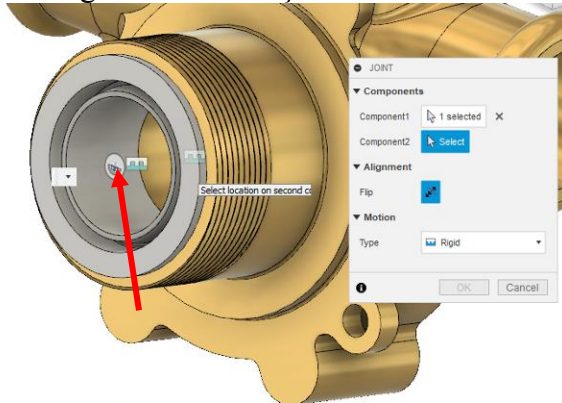 JOINT
Components
Component1 1 selected
Component2 Select
Alignment
Flip
Motion
Type Rigid
OK Cancel
Select location on second